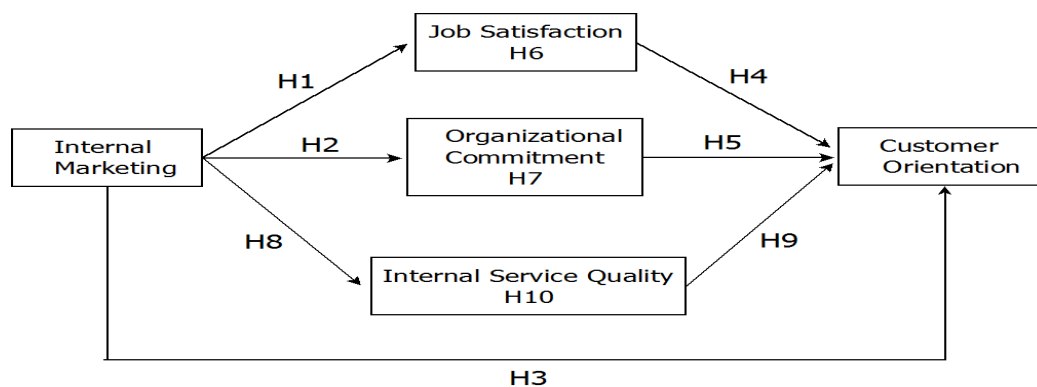 Job Satisfaction
H6
H1
H4
Internal
Marketing
H2
Organizational
Commitment
H7
H5
Customer
Orientation
H8
H9
Internal Service Quality
H10
H3